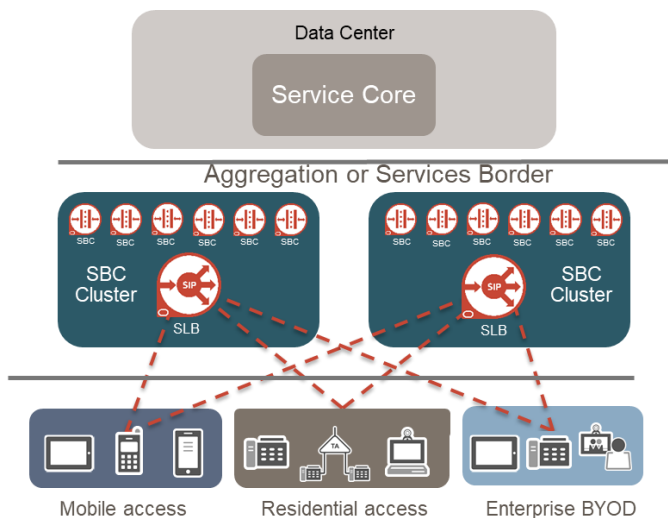 Data Center
Service Core
Aggregation or Services Border
SBC SBC SBC SBC SBC SBC
SBC
Cluster
SIP
SLB
SBC SBC SBC SBC SBC SBC
SBC
Cluster
SIP
SLB
TA
Mobile access
Residential access
Enterprise BYOD